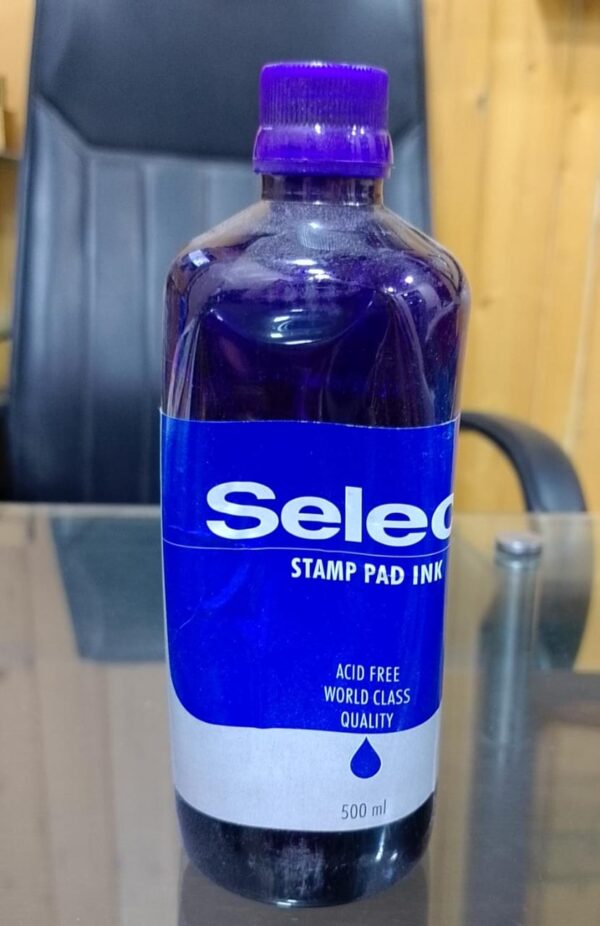 Selec
STAMP PAD INK
ACID FREE
WORLD CLASS
QUALITY
500 ml